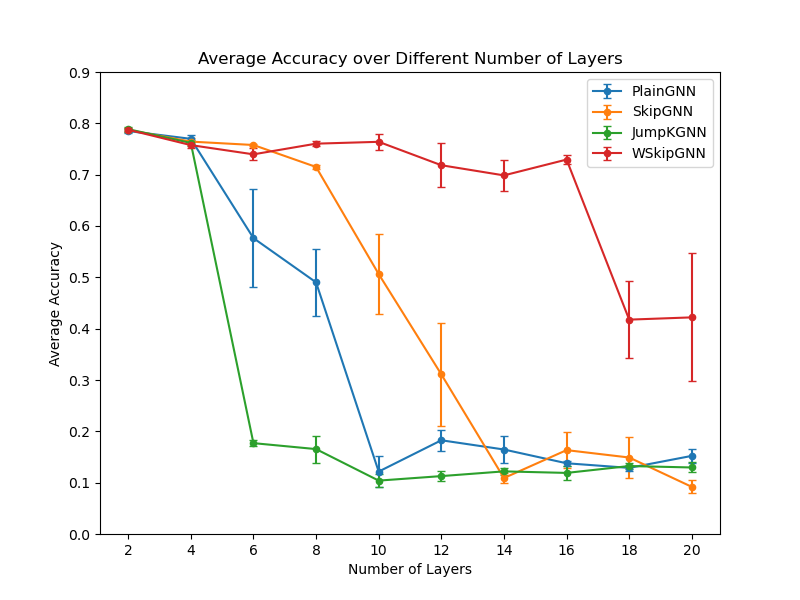 Average Accuracy over Different Number of Layers
PlainGNN
SkipGNN
JumpKGNN
WSkipGNN
Average Accuracy
0.9
0.8
0.7
0.6
0.5
0.4
0.3
0.2
0.1
0.0
2 4 6 8 10 12 14 16 18 20
Number of Layers